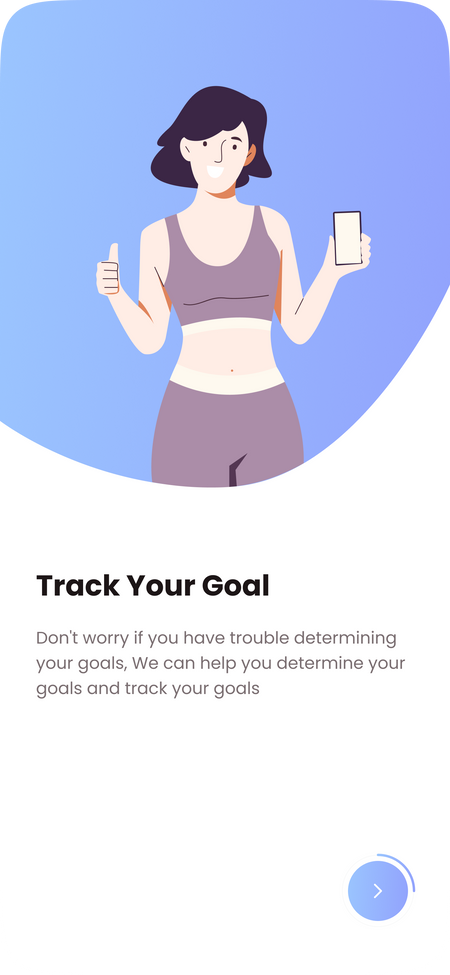 Track Your Goal
Don't worry if you have trouble determining
your goals, We can help you determine your
goals and track your goals